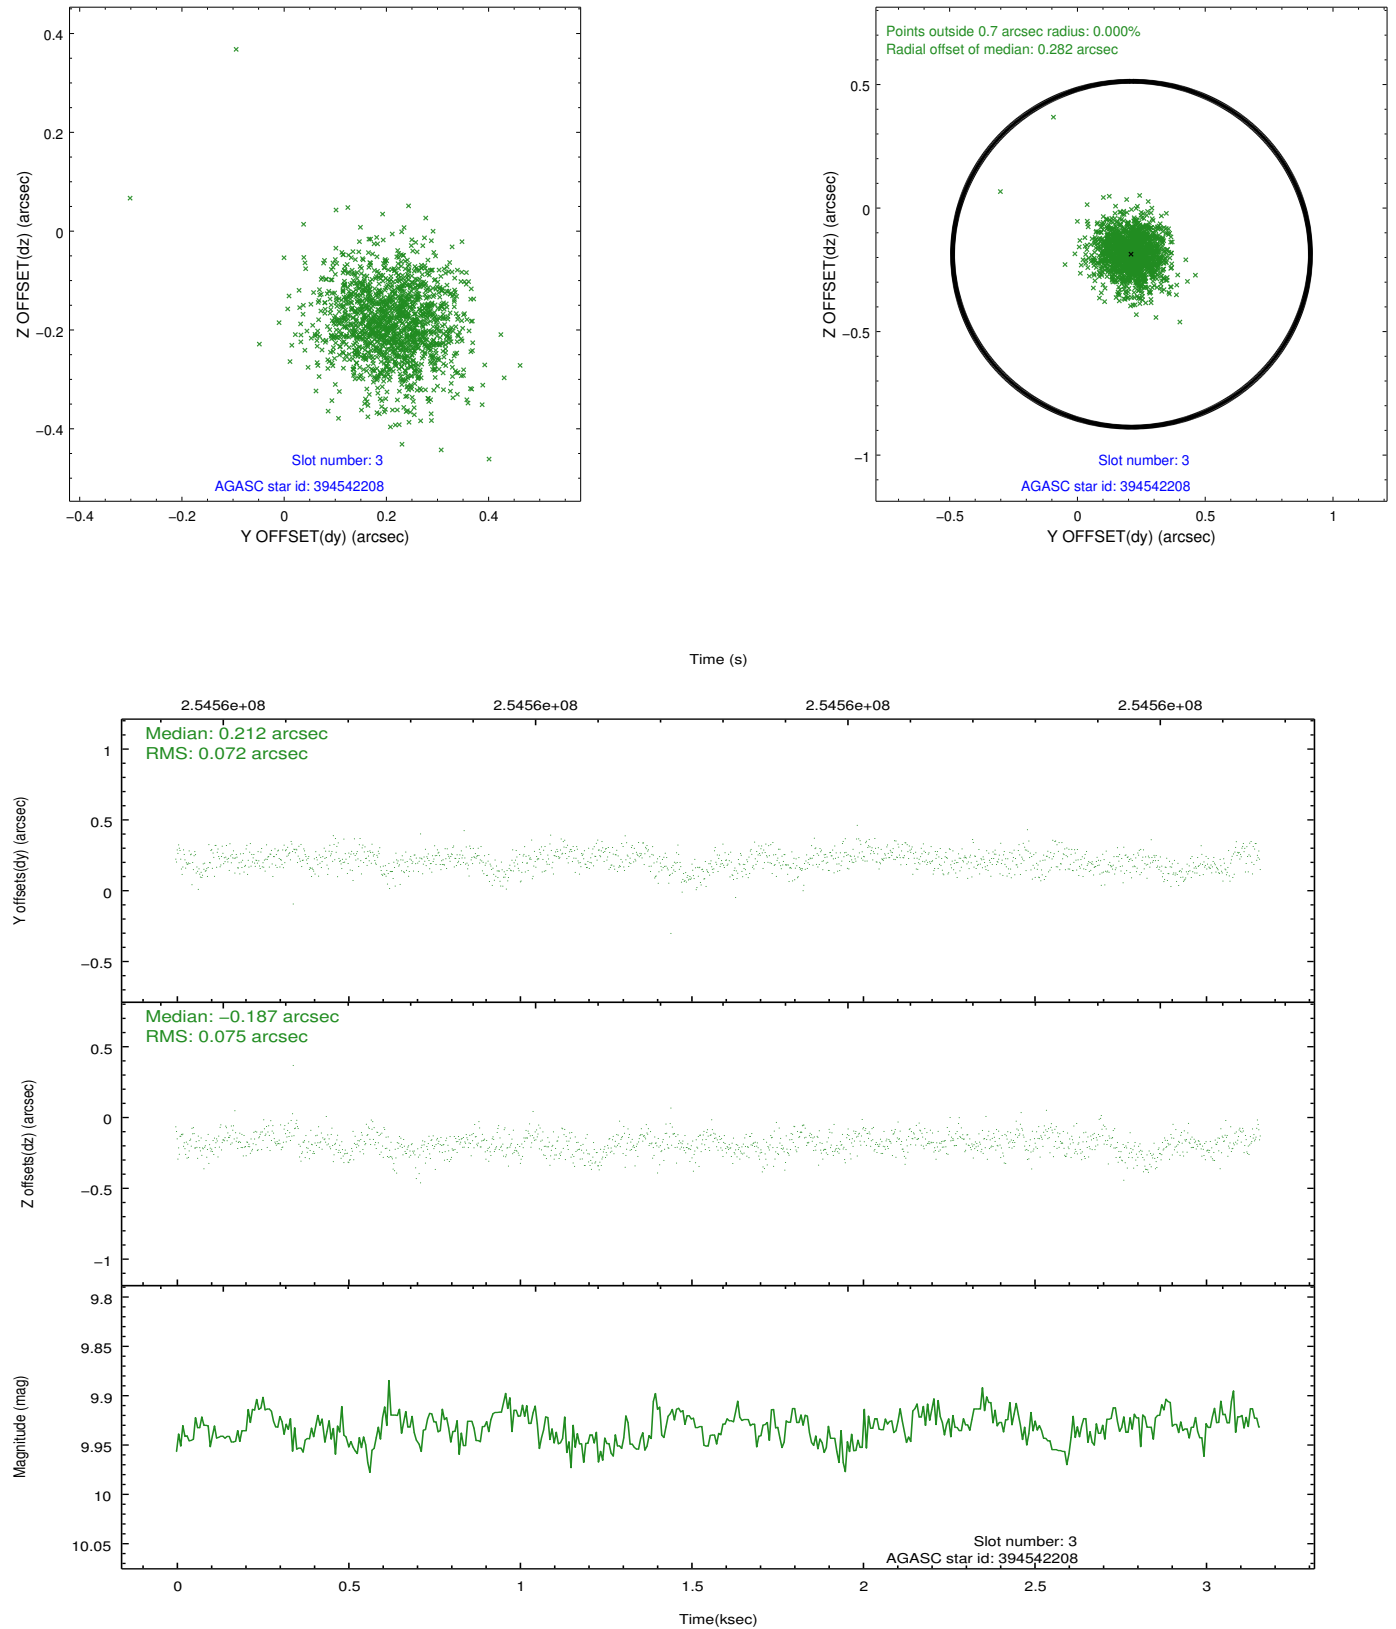 0.4
0.2
0
−0.2
−0.4
Z OFFSET(dz) (arcsec)
Slot number: 3
AGASC star id: 394542208
−0.4
−0.2
0
0.2
0.4
Y OFFSET(dy) (arcsec)
Points outside 0.7 arcsec radius: 0.000%
Radial offset of median: 0.282 arcsec
0.5
0
−0.5
−1
Z OFFSET(dz) (arcsec)
Slot number: 3
AGASC star id: 394542208
−0.5
0
0.5
1
Y OFFSET(dy) (arcsec)
Time (s)
2.5456e+08
2.5456e+08
2.5456e+08
2.5456e+08
Median: 0.212 arcsec
RMS: 0.072 arcsec
1
0.5
0
−0.5
Y offsets(dy) (arcsec)
Median: −0.187 arcsec
RMS: 0.075 arcsec
0.5
0
−0.5
−1
Z offsets(dz) (arcsec)
9.8
9.85
9.9
9.95
10
10.05
Magnitude (mag)
Slot number: 3
AGASC star id: 394542208
0
0.5
1
1.5
2
2.5
3
Time(ksec)